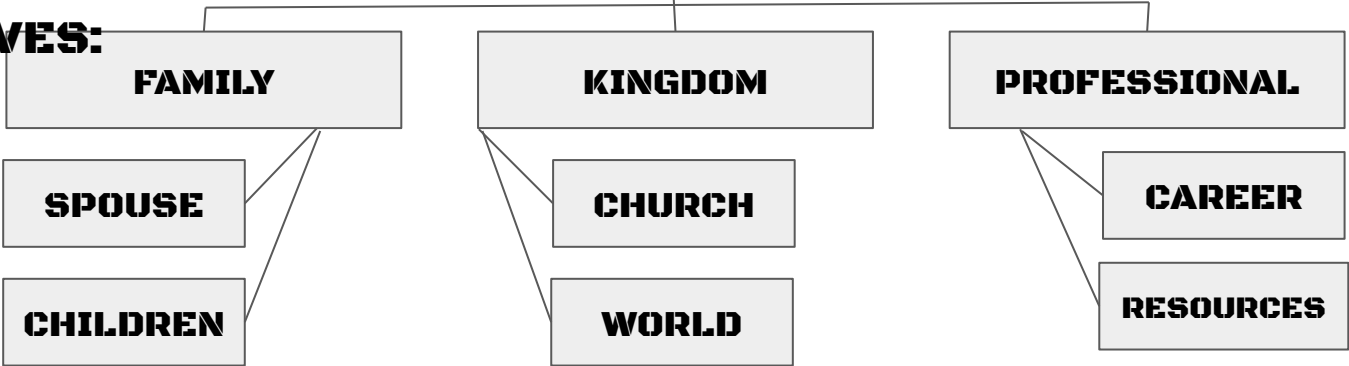 VES:
FAMILY
KINGDOM
PROFESSIONAL
SPOUSE
CHURCH
CAREER
CHILDREN
WORLD
RESOURCES